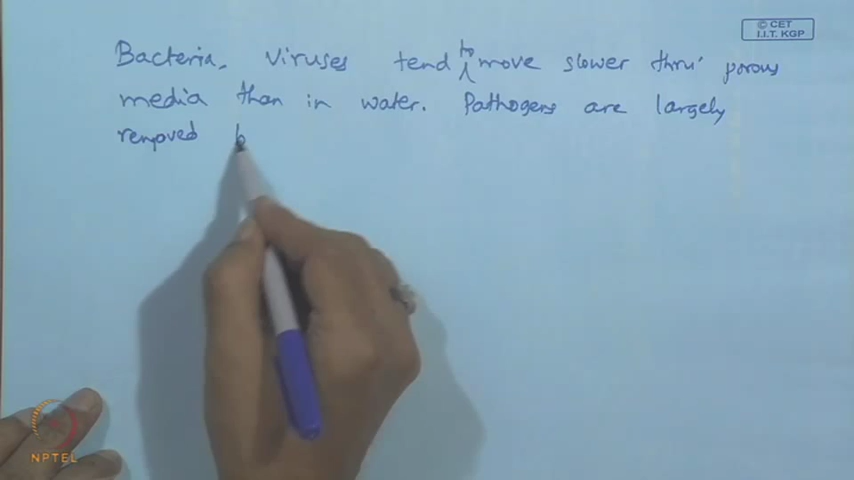 © CET
I.I.T. KGP
Bacteria, viruses tend to move slower thru' porous
media than in water. Pathogens are largely
removed b
NPTEL